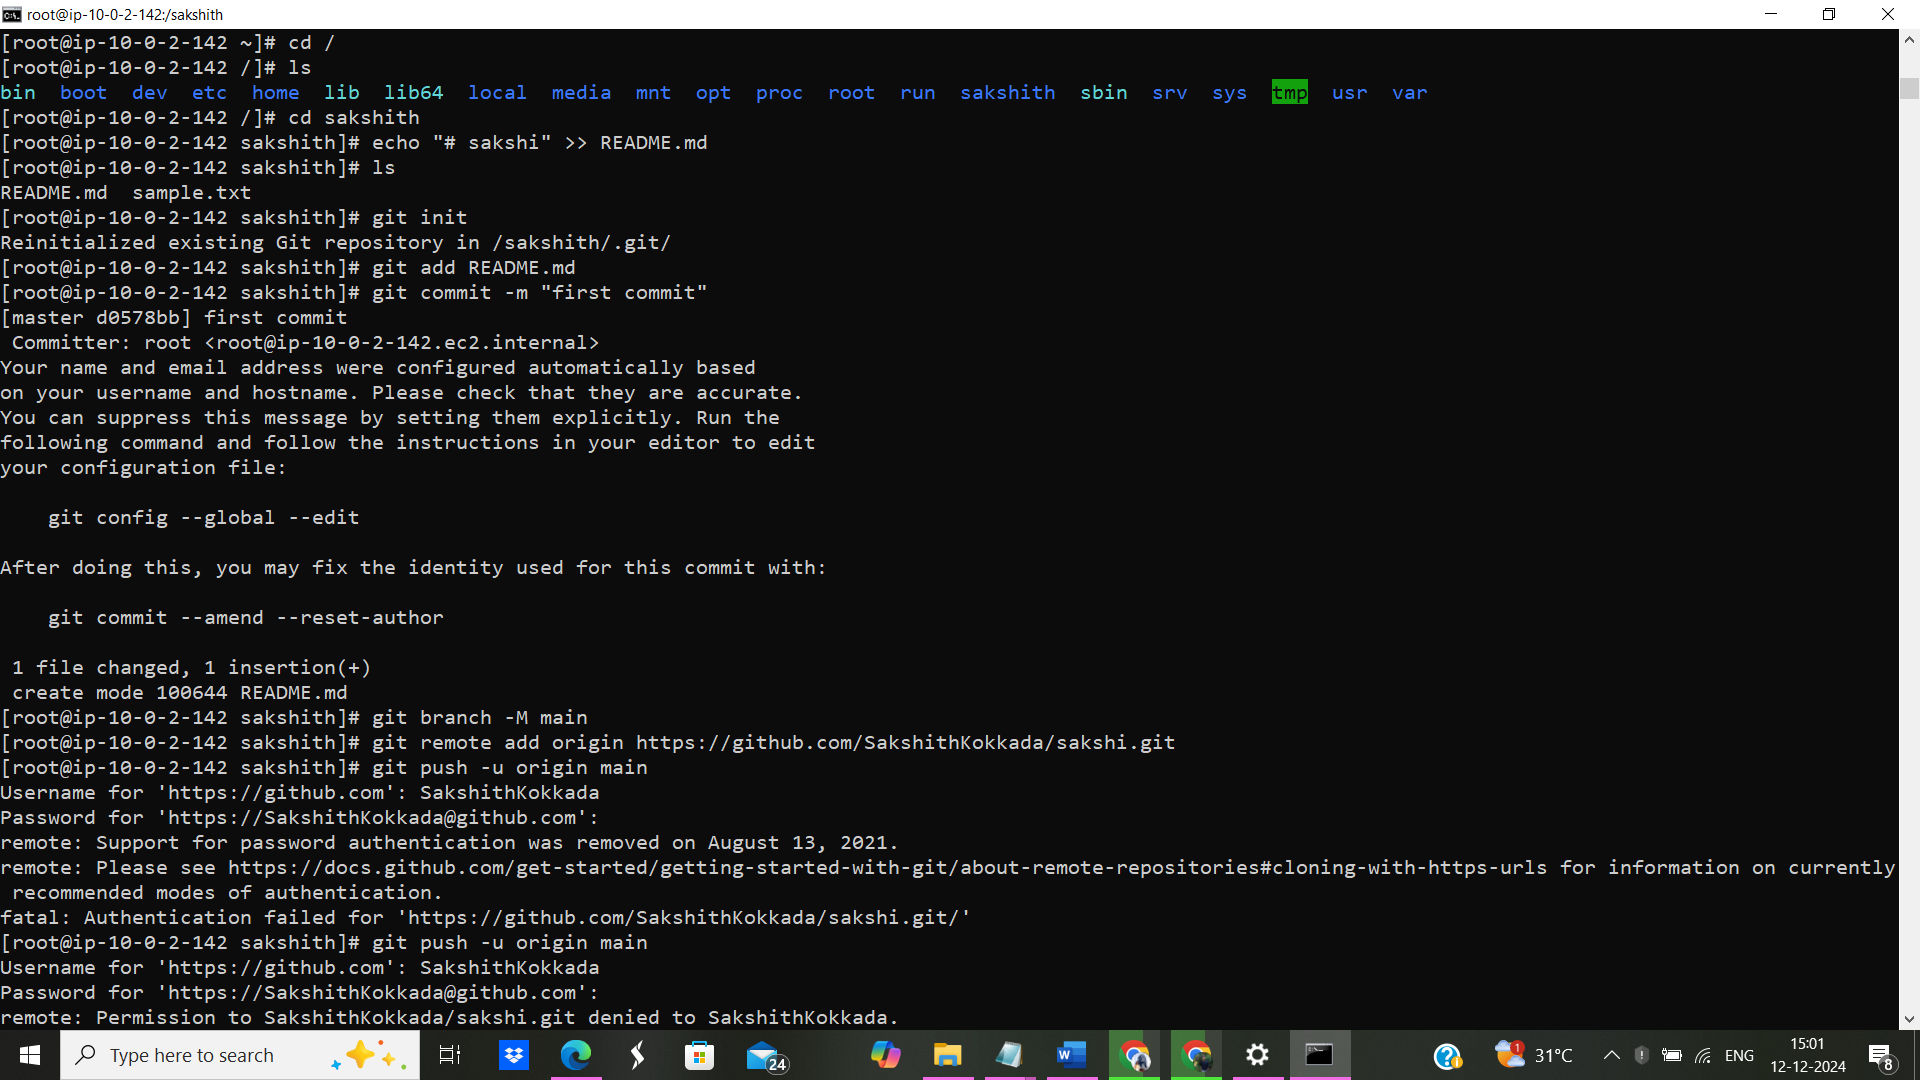 root@ip-10-0-2-142:/sakshith
[root@ip-10-0-2-142 ~]# cd /
[root@ip-10-0-2-142 /]# ls
bin  boot  dev  etc  home  lib  lib64  local  media  mnt  opt  proc  root  run  sakshith  sbin  srv  sys  tmp  usr  var
[root@ip-10-0-2-142 /]# cd sakshith
[root@ip-10-0-2-142 sakshith]# echo "# sakshi" >> README.md
[root@ip-10-0-2-142 sakshith]# ls
README.md  sample.txt
[root@ip-10-0-2-142 sakshith]# git init
Reinitialized existing Git repository in /sakshith/.git/
[root@ip-10-0-2-142 sakshith]# git add README.md
[root@ip-10-0-2-142 sakshith]# git commit -m "first commit"
[master d0578bb] first commit
 Committer: root <root@ip-10-0-2-142.ec2.internal>
Your name and email address were configured automatically based
on your username and hostname. Please check that they are accurate.
You can suppress this message by setting them explicitly. Run the
following command and follow the instructions in your editor to edit
your configuration file:
    git config --global --edit
After doing this, you may fix the identity used for this commit with:
    git commit --amend --reset-author
 1 file changed, 1 insertion(+)
 create mode 100644 README.md
[root@ip-10-0-2-142 sakshith]# git branch -M main
[root@ip-10-0-2-142 sakshith]# git remote add origin https://github.com/SakshithKokkada/sakshi.git
[root@ip-10-0-2-142 sakshith]# git push -u origin main
Username for 'https://github.com': SakshithKokkada
Password for 'https://SakshithKokkada@github.com':
remote: Support for password authentication was removed on August 13, 2021.
remote: Please see https://docs.github.com/get-started/getting-started-with-git/about-remote-repositories#cloning-with-https-urls for information on currently
 recommended modes of authentication.
fatal: Authentication failed for 'https://github.com/SakshithKokkada/sakshi.git/'
[root@ip-10-0-2-142 sakshith]# git push -u origin main
Username for 'https://github.com': SakshithKokkada
Password for 'https://SakshithKokkada@github.com':
remote: Permission to SakshithKokkada/sakshi.git denied to SakshithKokkada.
Type here to search
24
1
31°C
ENG
15:01
12-12-2024
8